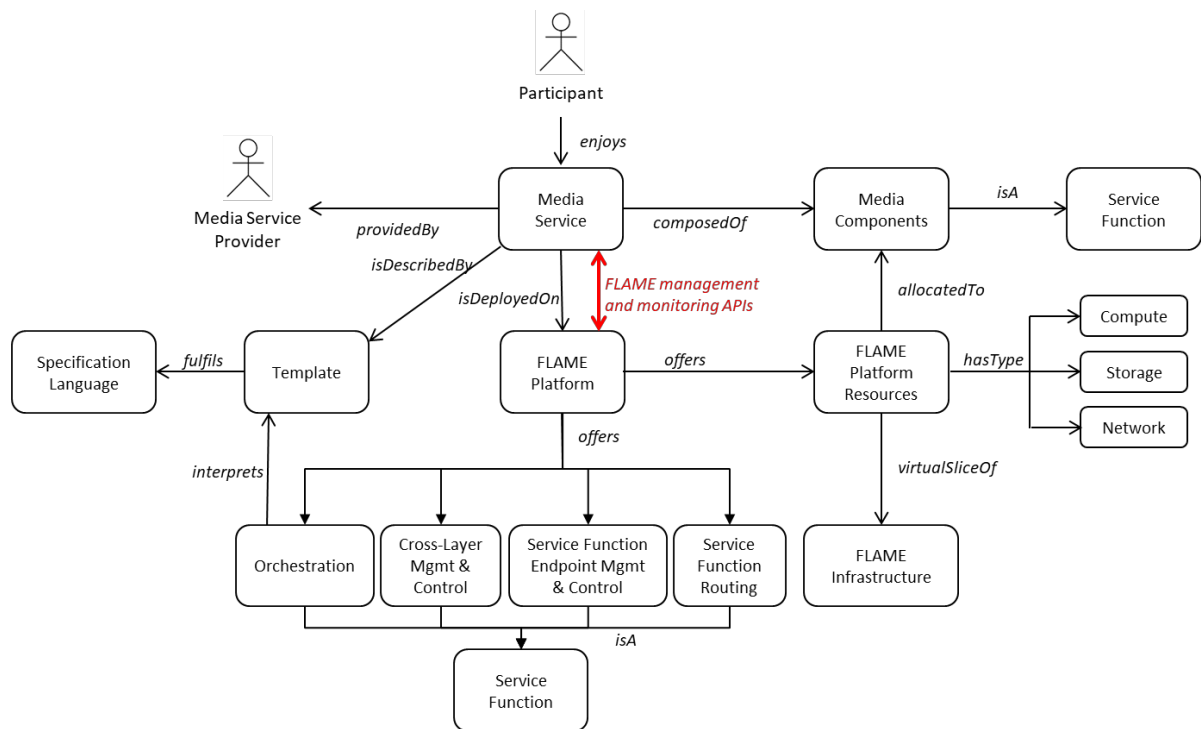 Participant
enjoys
Media Service
Provider
providedBy
Media
Service
composedOf
Media
Components
isA
Service
Function
isDescribedBy
isDeployedOn
FLAME management
and monitoring APIs
allocatedTo
Specification
Language
fulfils
Template
FLAME
Platform
offers
FLAME
Platform
Resources
hasType
Compute
Storage
Network
interprets
offers
virtualSliceOf
Orchestration
Cross-Layer
Mgmt &
Control
Service Function
Endpoint Mgmt
& Control
Service
Function
Routing
FLAME
Infrastructure
isA
Service
Function